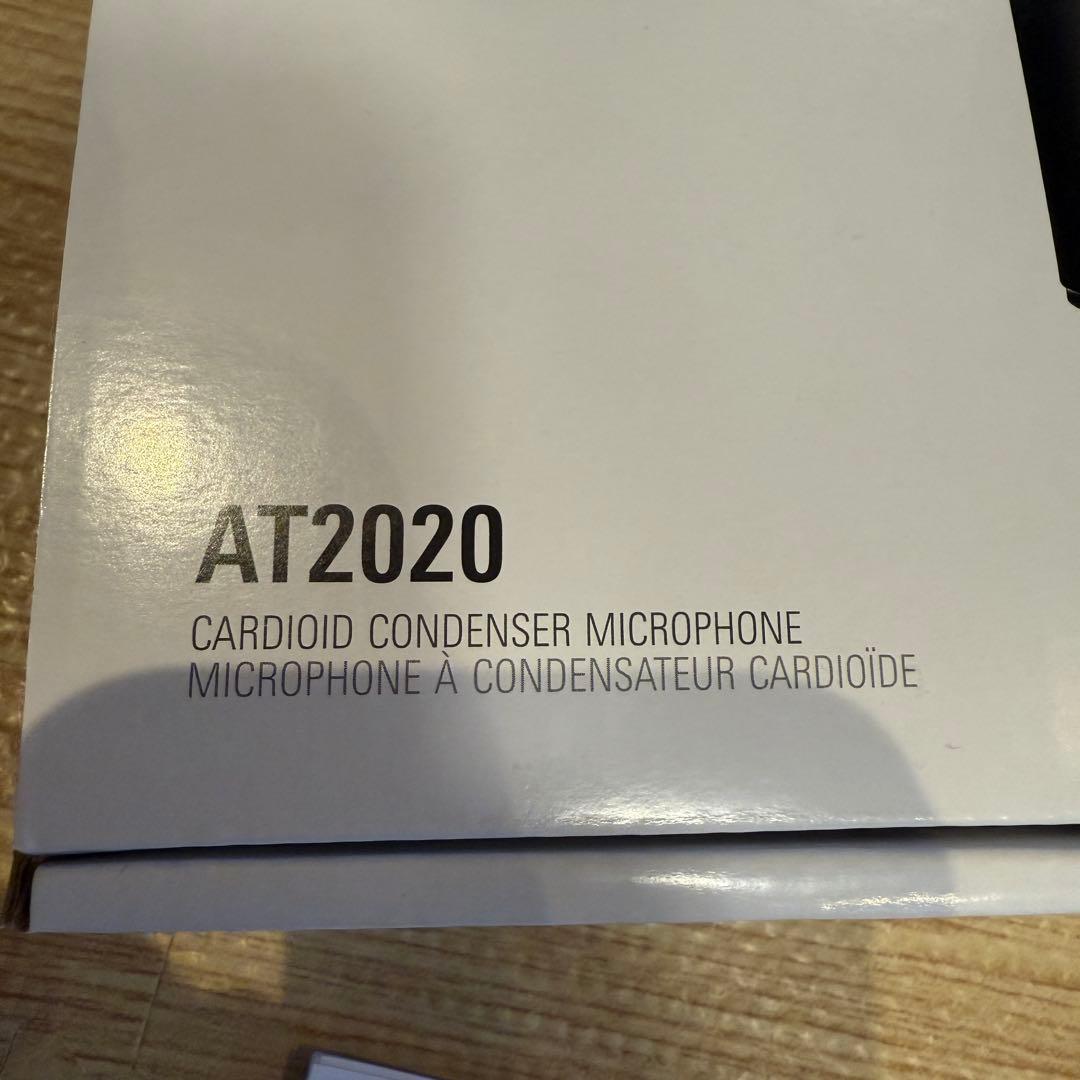 AT2020
CARDIOID CONDENSER MICROPHONE
MICROPHONE À CONDENSATEUR CARDIOÏDE